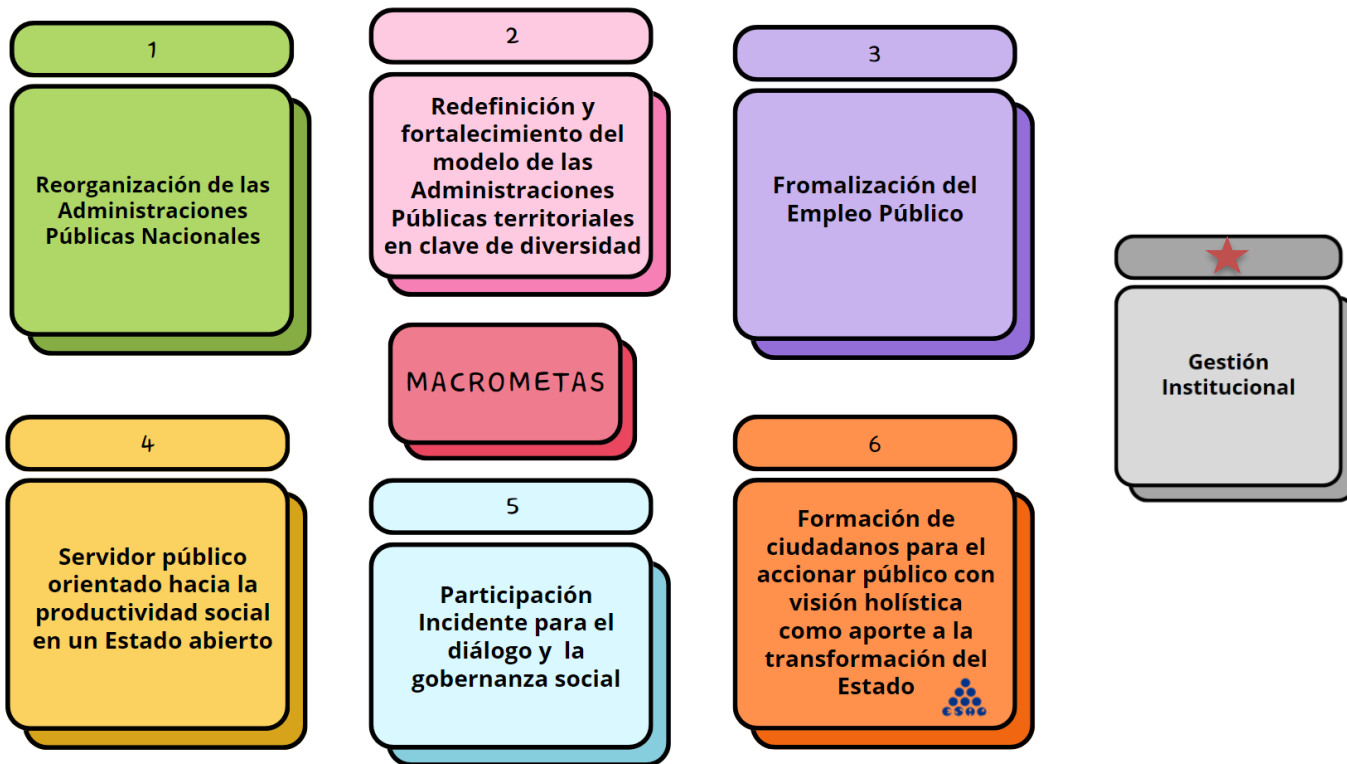 1
Reorganización de las
Administraciones
Públicas Nacionales
2
Redefinición y
fortalecimiento del
modelo de las
Administraciones
Públicas territoriales
en clave de diversidad
3
Fromalización del
Empleo Público
MACROMETAS
Gestión
Institucional
4
Servidor público
orientado hacia la
productividad social
en un Estado abierto
5
Participación
Incidente para el
diálogo y la
gobernanza social
6
Formación de
ciudadanos para el
accionar público con
visión holística
como aporte a la
transformación del
Estado
ESAP